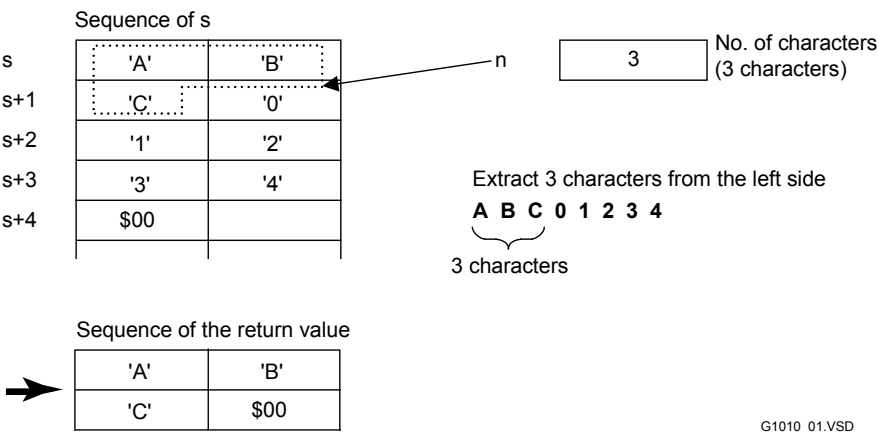 Sequence of s
s 'A' 'B' n 3 No. of characters
(3 characters)
s+1 'C' '0'
s+2 '1' '2'
s+3 '3' '4' Extract 3 characters from the left side
s+4 $00 A B C 0 1 2 3 4
3 characters
Sequence of the return value
'A' 'B'
'C' $00
G1010_01.VSD